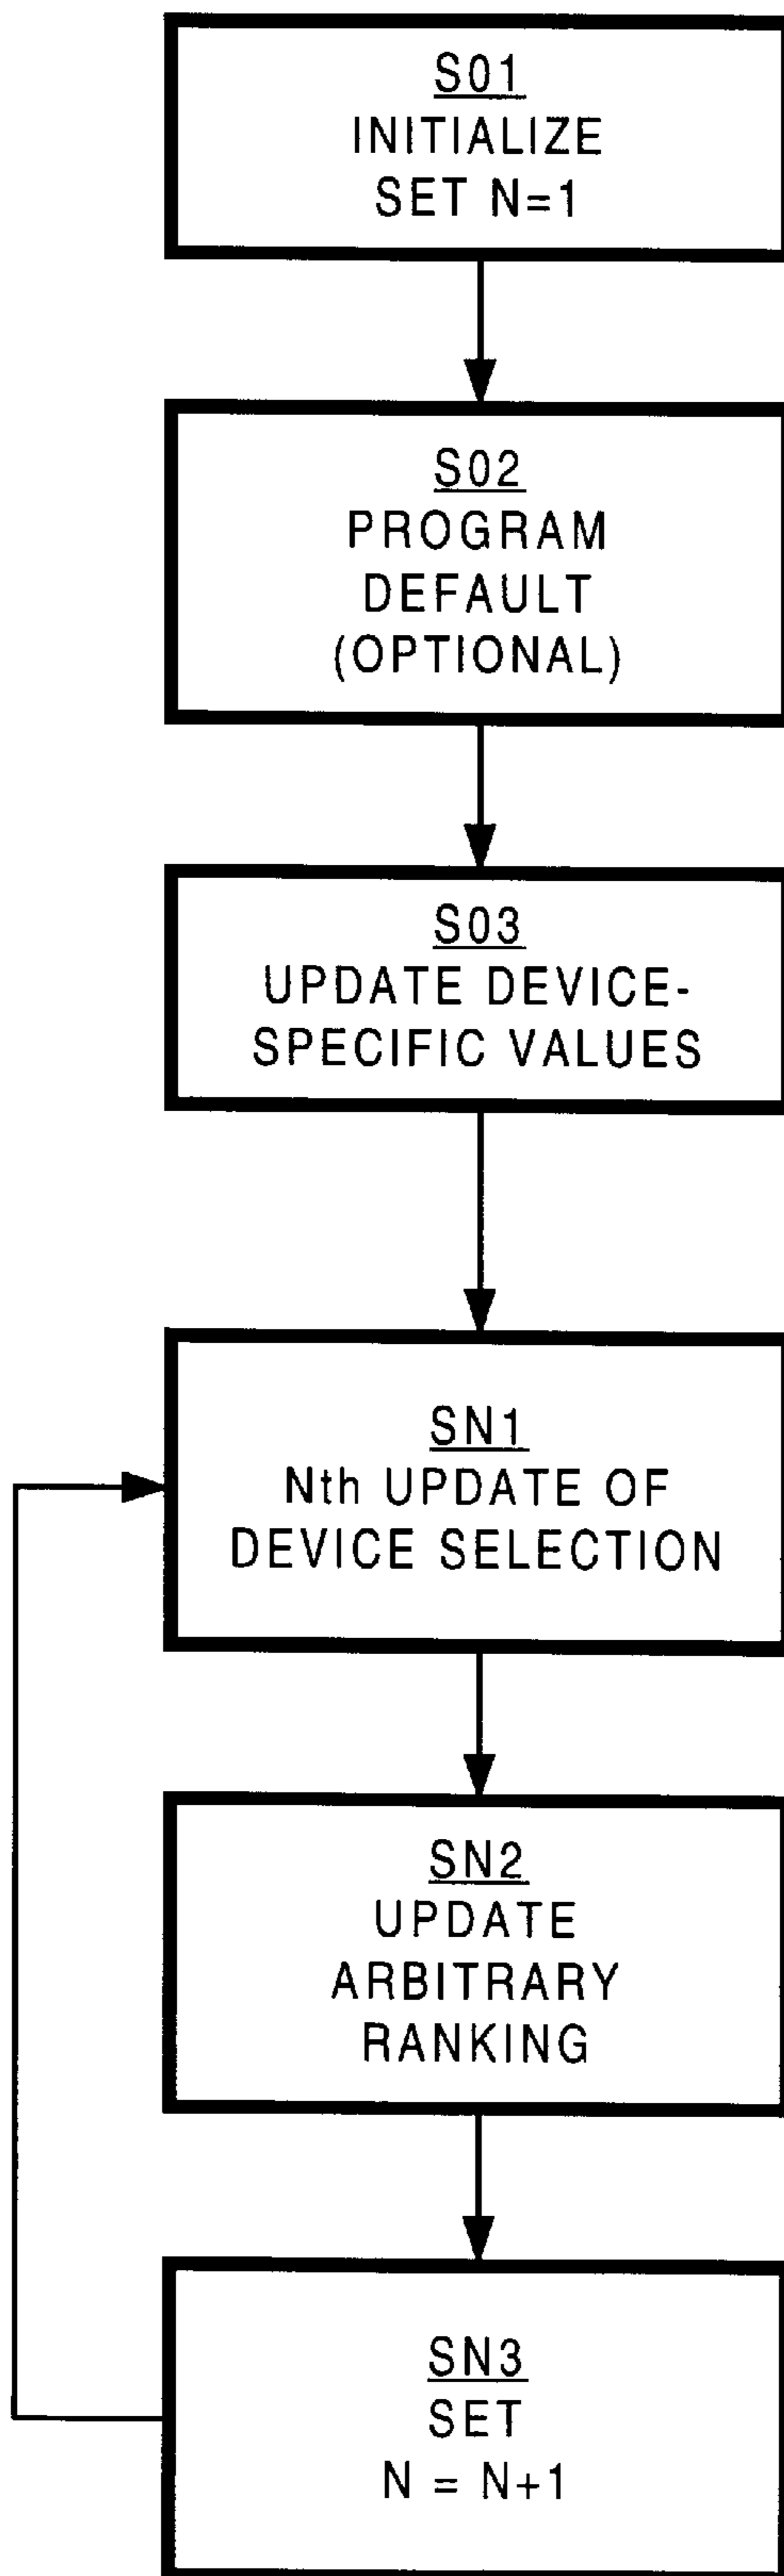 S01
INITIALIZE
SET N=1
S02
PROGRAM
DEFAULT
(OPTIONAL)
S03
UPDATE DEVICE-
SPECIFIC VALUES
SN1
Nth UPDATE OF
DEVICE SELECTION
SN2
UPDATE
ARBITRARY
RANKING
SN3
SET
N = N+1